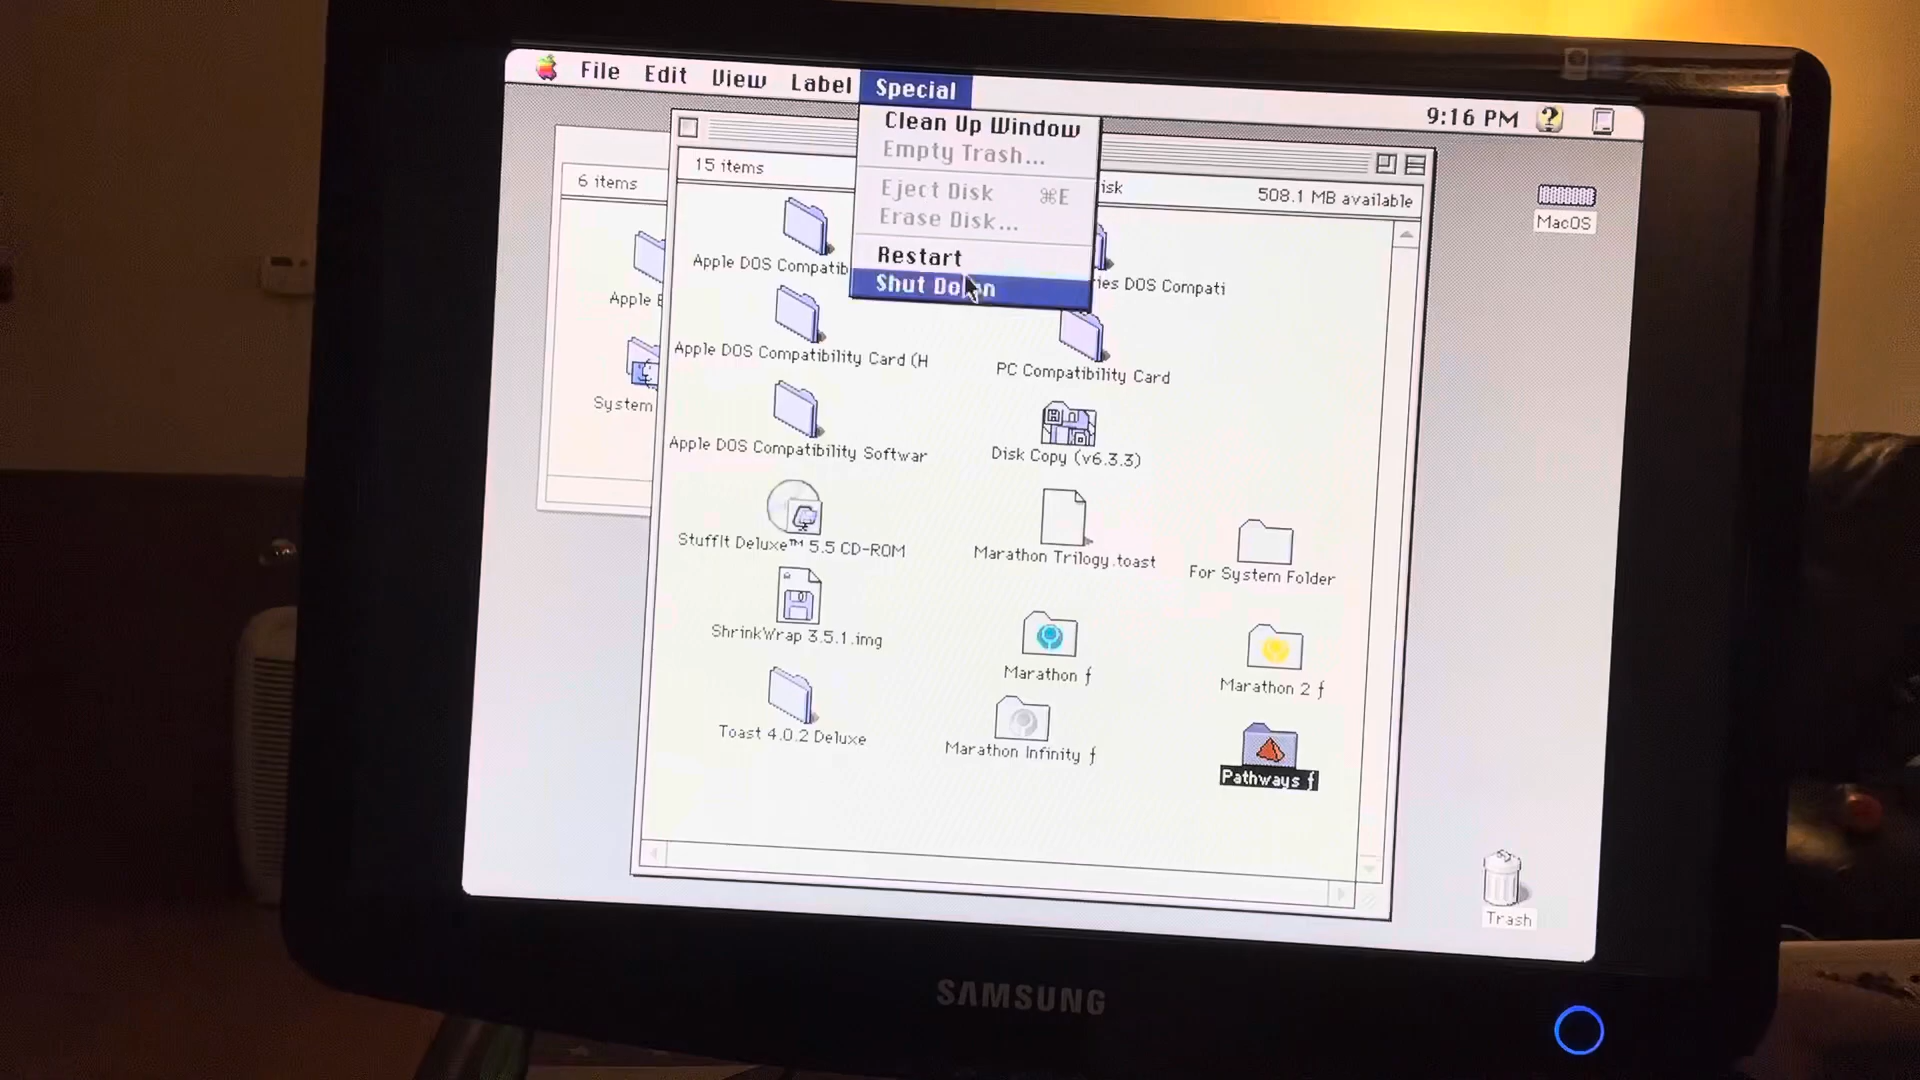 File Edit View Label Special 9:16 PM
Clean Up Window
Empty Trash...
Eject Disk ⌘E
Erase Disk...
Restart
Shut Down
6 items
15 items
508.1 MB available
MacOS
Apple DOS Compatib
ries DOS Compati
Apple
Apple DOS Compatibility Card (H
PC Compatibility Card
System
Apple DOS Compatibility Softwar
Disk Copy (v6.3.3)
StuffIt Deluxe™ 5.5 CD-ROM
Marathon Trilogy.toast
For System Folder
ShrinkWrap 3.5.1.img
Marathon ƒ
Marathon 2 ƒ
Toast 4.0.2 Deluxe
Marathon Infinity ƒ
Pathways ƒ
Trash
SAMSUNG